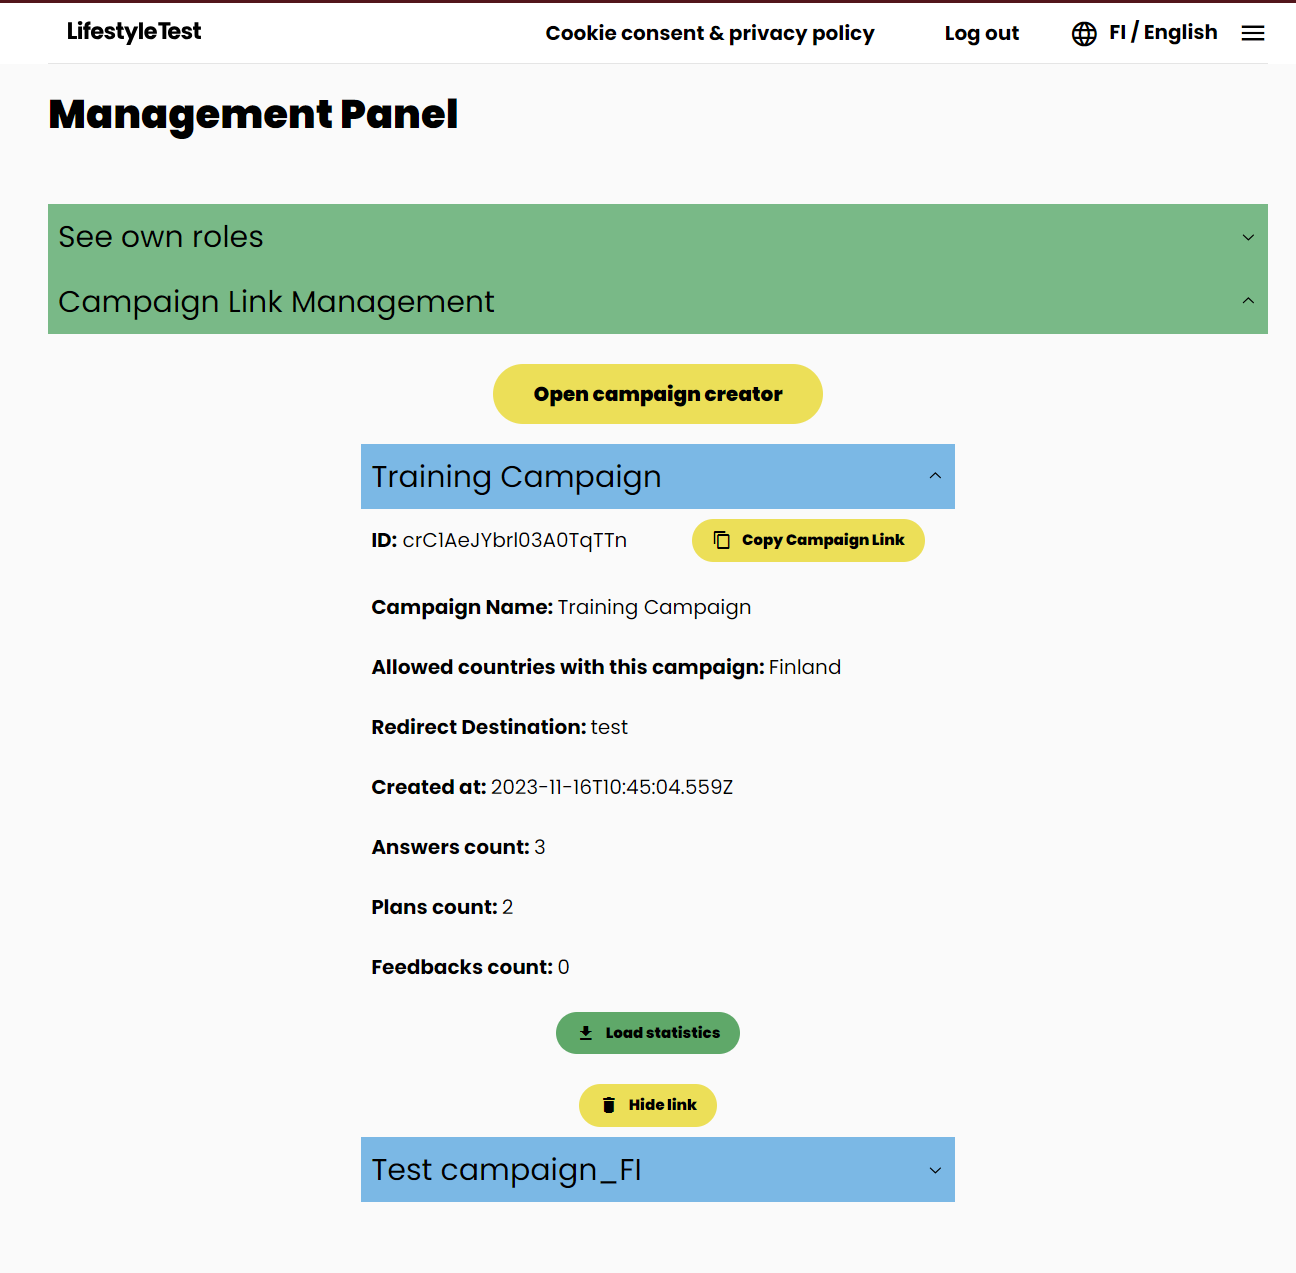 LifestyleTest
Cookie consent & privacy policy
Log out
FI / English
Management Panel
See own roles
Campaign Link Management
Open campaign creator
Training Campaign
ID: crC1AeJYbrl03A0TqTTn
Copy Campaign Link
Campaign Name: Training Campaign
Allowed countries with this campaign: Finland
Redirect Destination: test
Created at: 2023-11-16T10:45:04.559Z
Answers count: 3
Plans count: 2
Feedbacks count: 0
Load statistics
Hide link
Test campaign_FI